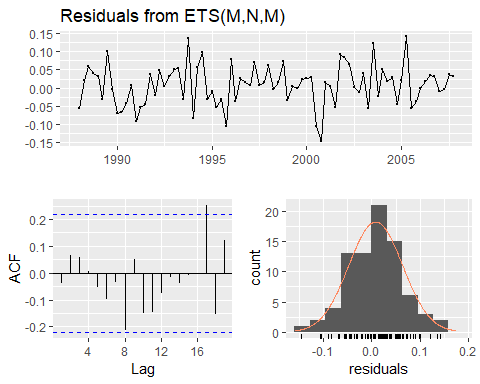 Residuals from ETS(M,N,M)
0.15
0.10
0.05
0.00
-0.05
-0.10
-0.15
1990 1995 2000 2005
0.2
0.1
0.0
-0.1
-0.2
ACF
4 8 12 16
Lag
20
15
10
5
0
count
-0.1 0.0 0.1 0.2
residuals